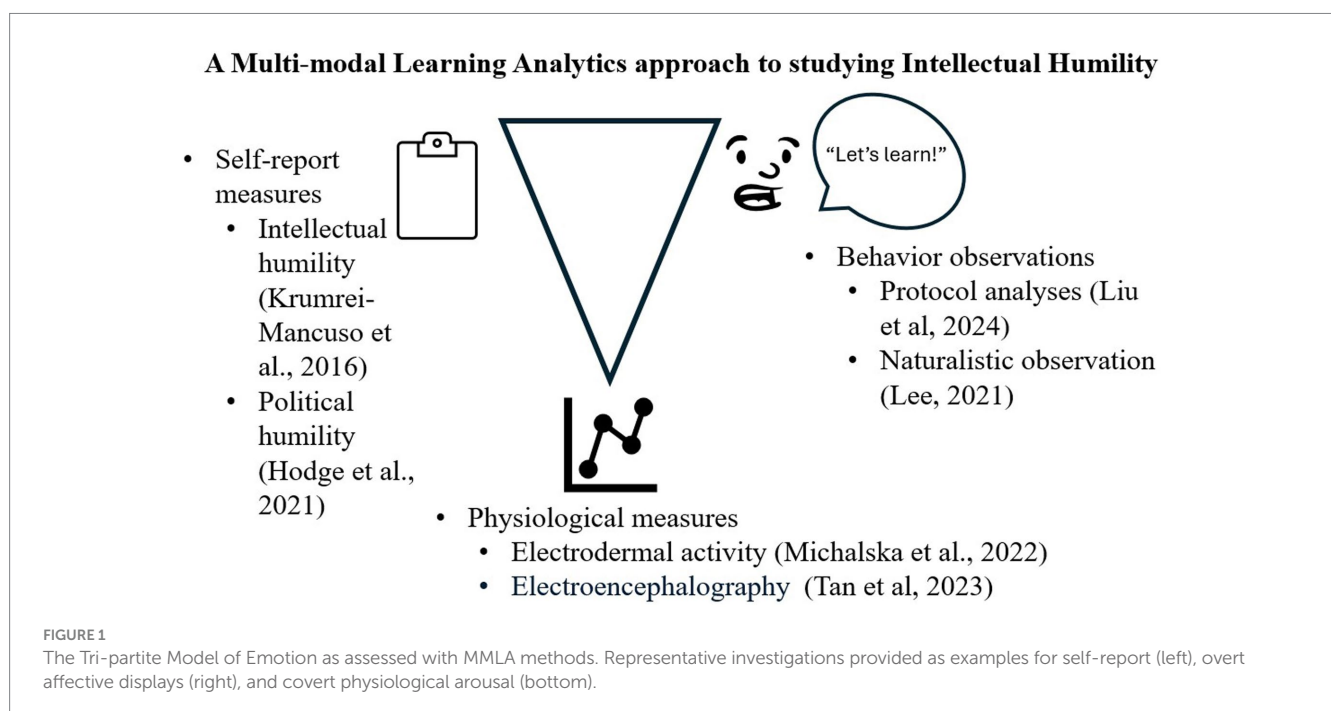 A Multi-modal Learning Analytics approach to studying Intellectual Humility
• Self-report
measures
• Intellectual
humility
(Krumrei-
Mancuso et
al., 2016)
• Political
humility
(Hodge et al.,
2021)
“Let’s learn!”
• Behavior observations
• Protocol analyses (Liu
et al, 2024)
• Naturalistic observation
(Lee, 2021)
• Physiological measures
• Electrodermal activity (Michalska et al., 2022)
• Electroencephalography (Tan et al, 2023)
FIGURE 1
The Tri-partite Model of Emotion as assessed with MMLA methods. Representative investigations provided as examples for self-report (left), overt
affective displays (right), and covert physiological arousal (bottom).